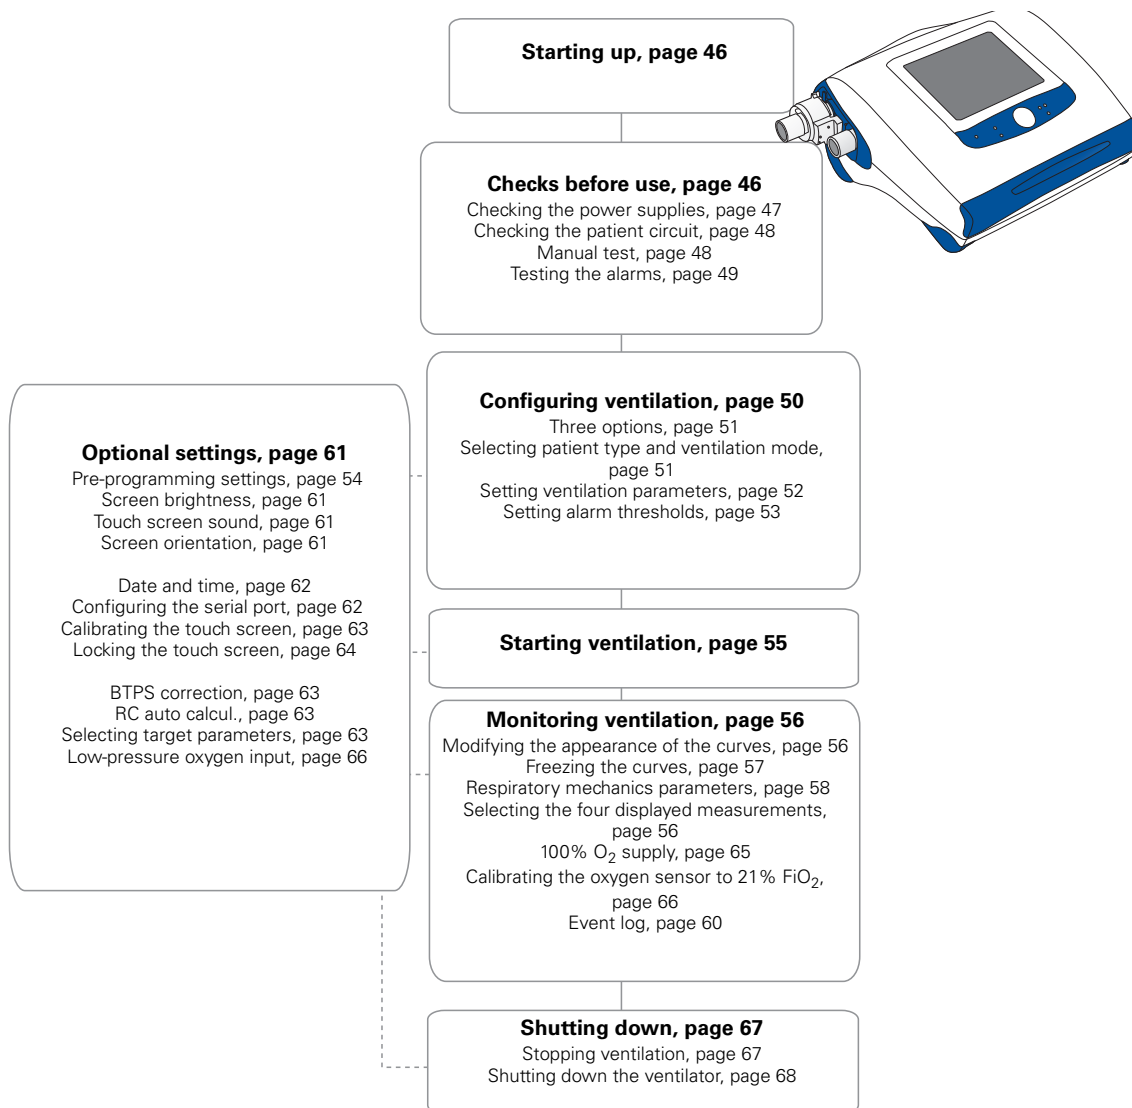 Starting up, page 46
Checks before use, page 46
Checking the power supplies, page 47
Checking the patient circuit, page 48
Manual test, page 48
Testing the alarms, page 49
Configuring ventilation, page 50
Three options, page 51
Selecting patient type and ventilation mode,
page 51
Setting ventilation parameters, page 52
Setting alarm thresholds, page 53
Optional settings, page 61
Pre-programming settings, page 54
Screen brightness, page 61
Touch screen sound, page 61
Screen orientation, page 61
Date and time, page 62
Configuring the serial port, page 62
Calibrating the touch screen, page 63
Locking the touch screen, page 64
BTPS correction, page 63
RC auto calcul., page 63
Selecting target parameters, page 63
Low-pressure oxygen input, page 66
Starting ventilation, page 55
Monitoring ventilation, page 56
Modifying the appearance of the curves, page 56
Freezing the curves, page 57
Respiratory mechanics parameters, page 58
Selecting the four displayed measurements,
page 56
100% O2 supply, page 65
Calibrating the oxygen sensor to 21% FiO2,
page 66
Event log, page 60
Shutting down, page 67
Stopping ventilation, page 67
Shutting down the ventilator, page 68